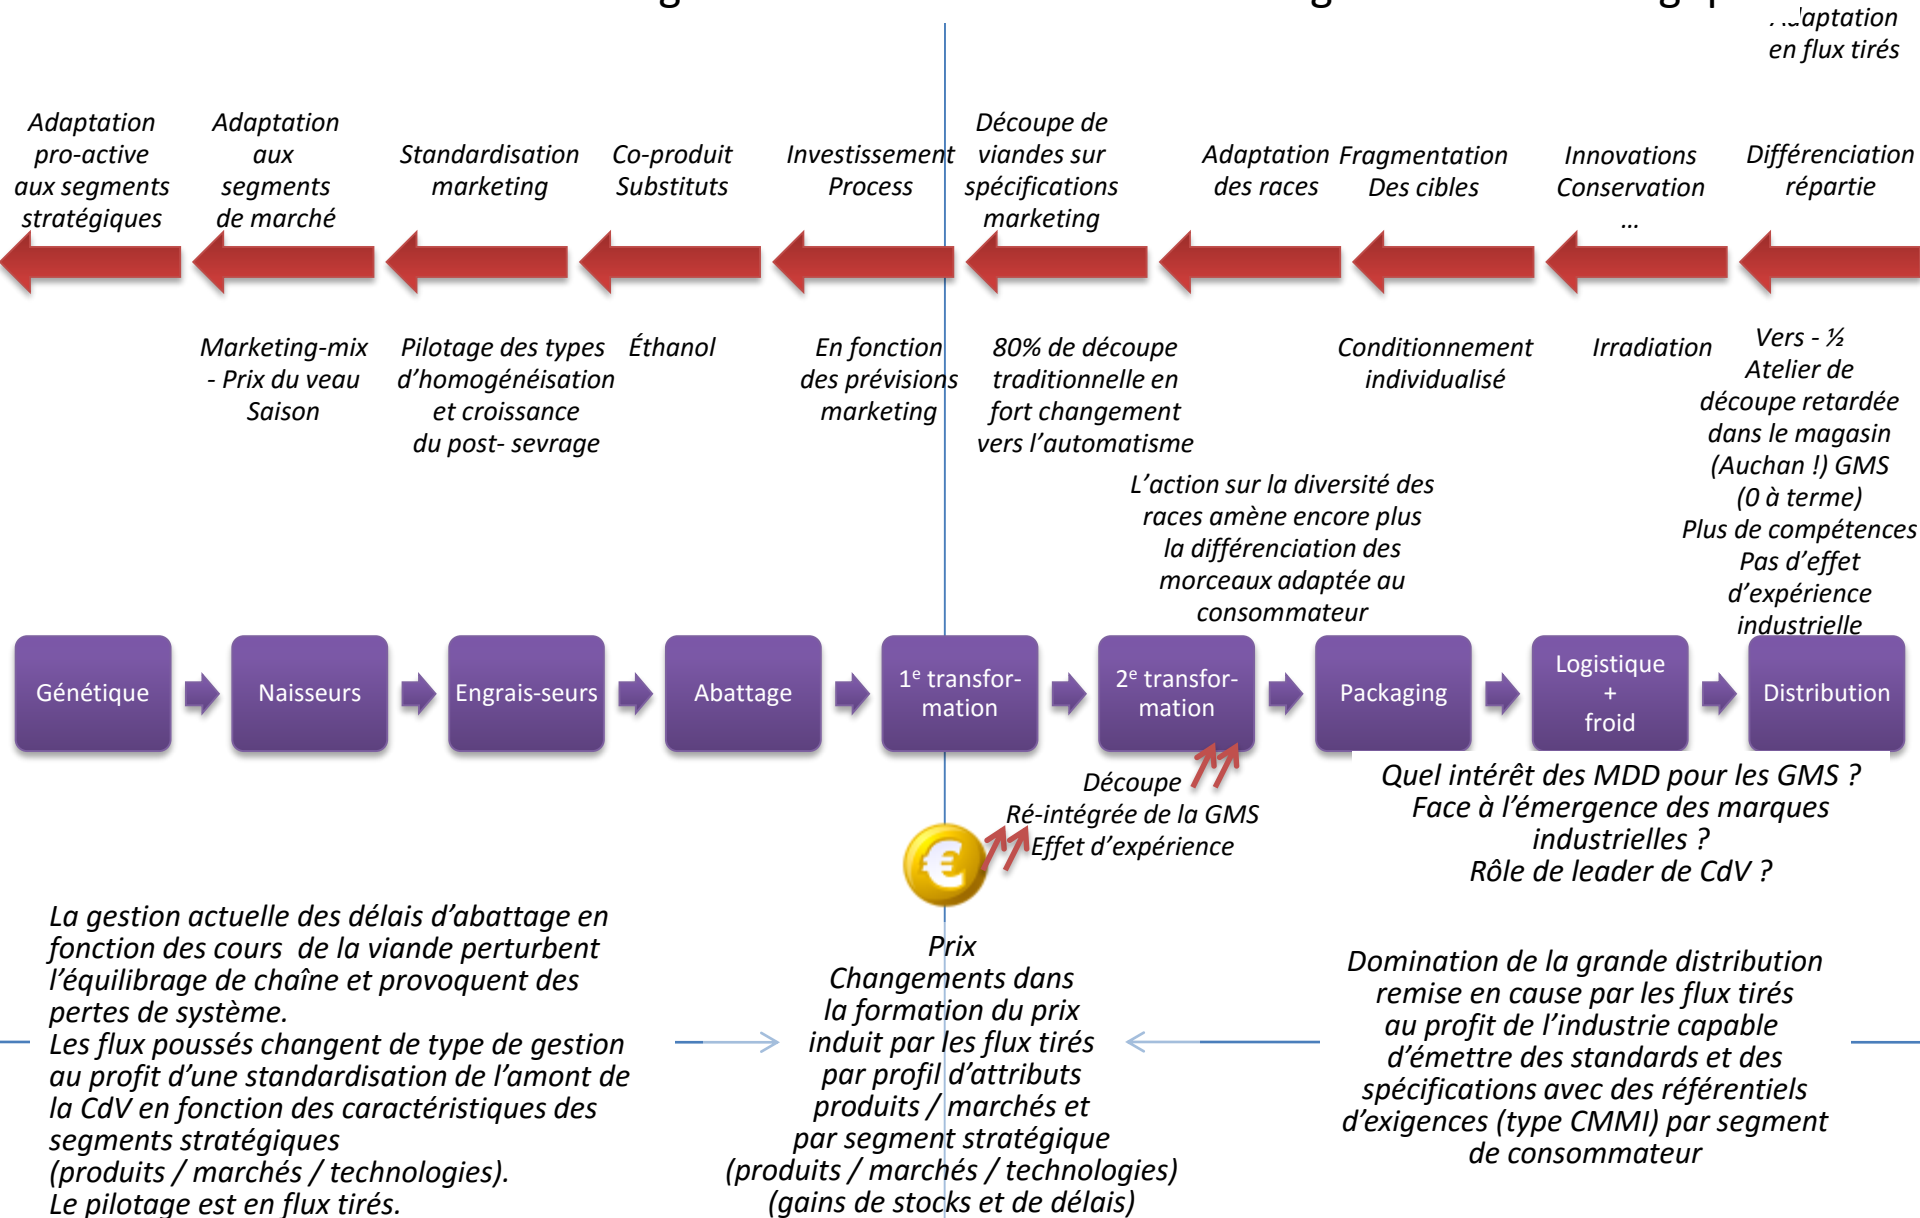 Adaptation
en flux tirés
Adaptation
pro-active
aux segments
stratégiques
Adaptation
aux
segments
de marché
Standardisation
marketing
Co-produit
Substituts
Investissement
Process
Découpe de
viandes sur
spécifications
marketing
Adaptation
des races
Fragmentation
Des cibles
Innovations
Conservation
...
Différenciation
répartie
Marketing-mix
- Prix du veau
Saison
Pilotage des types
d’homogénéisation
et croissance
du post- sevrage
Éthanol
En fonction
des prévisions
marketing
80% de découpe
traditionnelle en
fort changement
vers l’automatisme
L’action sur la diversité des
races amène encore plus
la différenciation des
morceaux adaptée au
consommateur
Conditionnement
individualisé
Irradiation
Vers - ½
Atelier de
découpe retardée
dans le magasin
(Auchan !) GMS
(0 à terme)
Plus de compétences
Pas d’effet
d’expérience
industrielle
Génétique
Naisseurs
Engrais-seurs
Abattage
1e transfor-
mation
2e transfor-
mation
Packaging
Logistique
+
froid
Distribution
Découpe
Ré-intégrée de la GMS
Effet d’expérience
€
Quel intérêt des MDD pour les GMS ?
Face à l’émergence des marques
industrielles ?
Rôle de leader de CdV ?
La gestion actuelle des délais d’abattage en
fonction des cours de la viande perturbent
l’équilibrage de chaîne et provoquent des
pertes de système.
Les flux poussés changent de type de gestion
au profit d’une standardisation de l’amont de
la CdV en fonction des caractéristiques des
segments stratégiques
(produits / marchés / technologies).
Le pilotage est en flux tirés.
Prix
Changements dans
la formation du prix
induit par les flux tirés
par profil d’attributs
produits / marchés et
par segment stratégique
(produits / marchés / technologies)
(gains de stocks et de délais)
Domination de la grande distribution
remise en cause par les flux tirés
au profit de l’industrie capable
d’émettre des standards et des
spécifications avec des référentiels
d’exigences (type CMMI) par segment
de consommateur